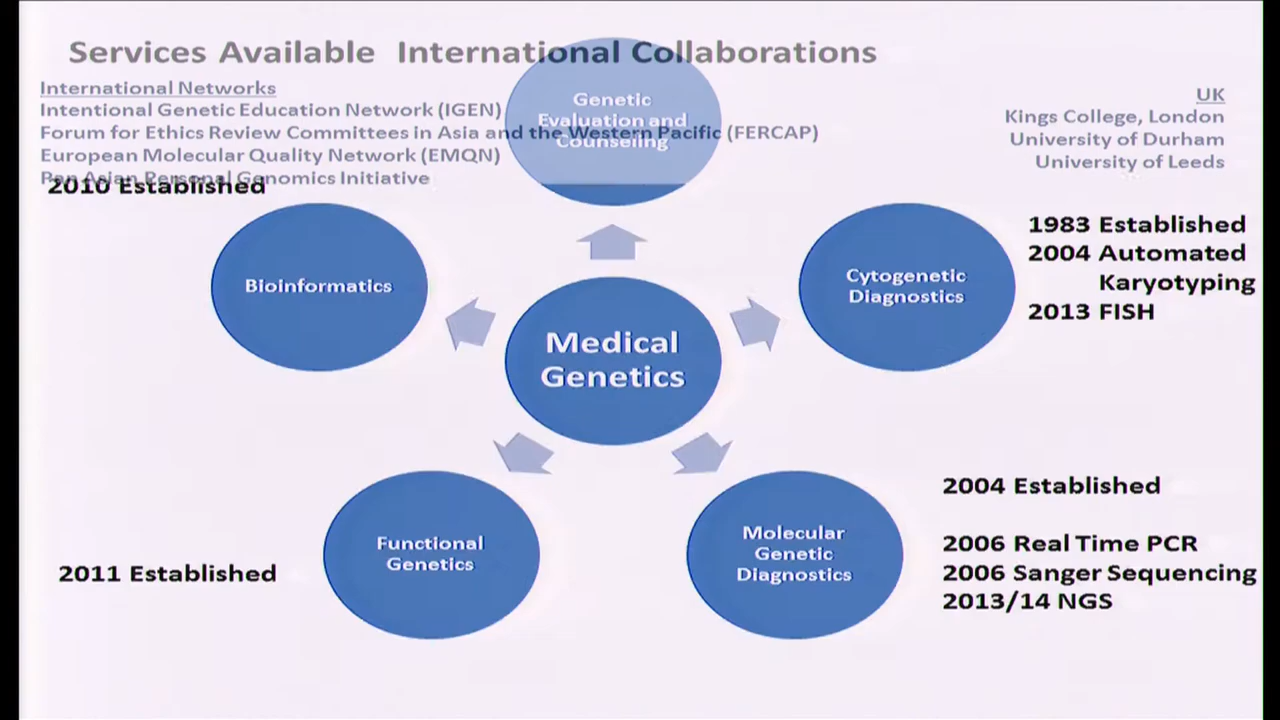 Services Available International Collaborations
International Networks
Intentional Genetic Education Network (IGEN)
Forum for Ethics Review Committees in Asia and the Western Pacific (FERCAP)
European Molecular Quality Network (EMQN)
Pan Asian Personal Genomics Initiative
UK
Kings College, London
University of Durham
University of Leeds
Genetic
Evaluation and
Counseling
2010 Established
Bioinformatics
Cytogenetic
Diagnostics
1983 Established
2004 Automated
Karyotyping
2013 FISH
Medical
Genetics
Functional
Genetics
2011 Established
Molecular
Genetic
Diagnostics
2004 Established
2006 Real Time PCR
2006 Sanger Sequencing
2013/14 NGS